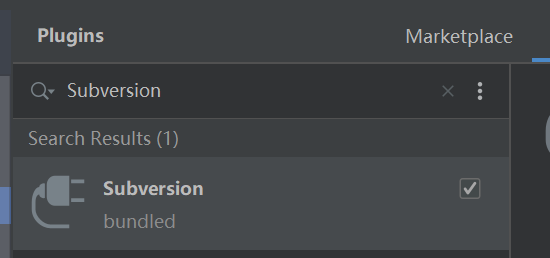 Plugins
Marketplace
Subversion
Search Results (1)
Subversion
bundled